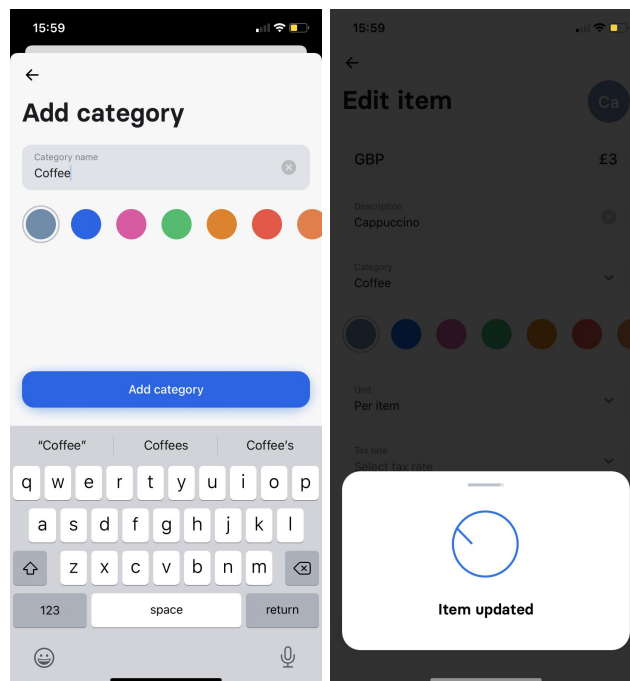 15:59
Add category
Category name
Coffee
Add category
“Coffee”
Coffees
Coffee’s
q w e r t y u i o p
a s d f g h j k l
z x c v b n m
123
space
return
15:59
Edit item
Ca
GBP
£3
Description
Cappuccino
Category
Coffee
Unit
Per item
Tax rate
Select tax rate
Item updated